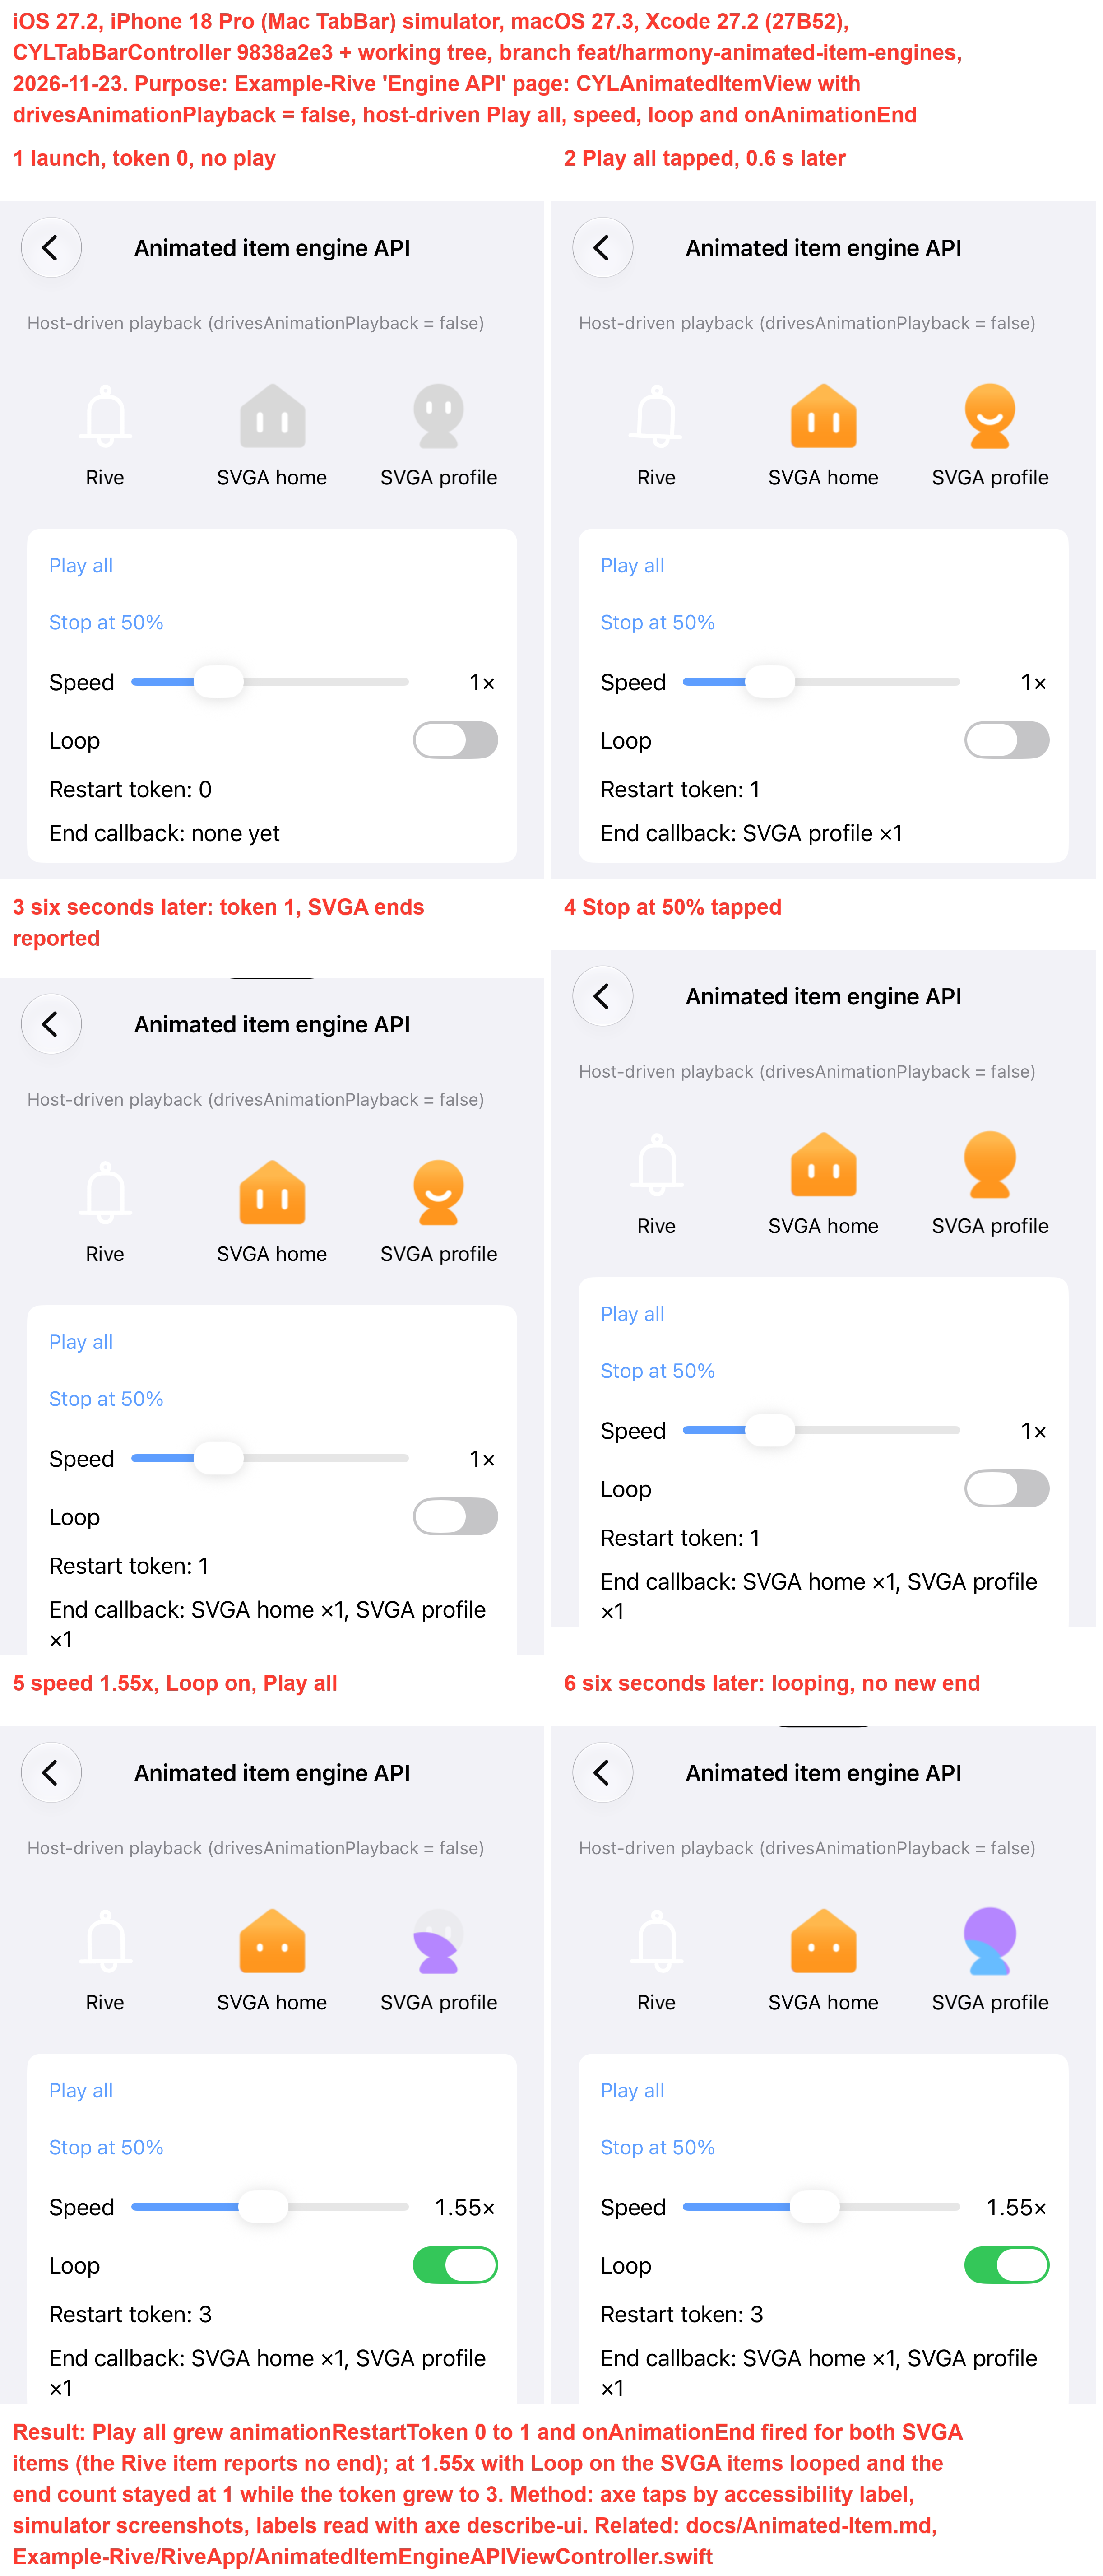 iOS 27.2, iPhone 18 Pro (Mac TabBar) simulator, macOS 27.3, Xcode 27.2 (27B52),
CYLTabBarController 9838a2e3 + working tree, branch feat/harmony-animated-item-engines,
2026-11-23. Purpose: Example-Rive 'Engine API' page: CYLAnimatedItemView with
drivesAnimationPlayback = false, host-driven Play all, speed, loop and onAnimationEnd
1 launch, token 0, no play
Animated item engine API
Host-driven playback (drivesAnimationPlayback = false)
Rive
SVGA home
SVGA profile
Play all
Stop at 50%
Speed
1×
Loop
Restart token: 0
End callback: none yet
2 Play all tapped, 0.6 s later
Animated item engine API
Host-driven playback (drivesAnimationPlayback = false)
Rive
SVGA home
SVGA profile
Play all
Stop at 50%
Speed
1×
Loop
Restart token: 1
End callback: SVGA profile ×1
3 six seconds later: token 1, SVGA ends
reported
Animated item engine API
Host-driven playback (drivesAnimationPlayback = false)
Rive
SVGA home
SVGA profile
Play all
Stop at 50%
Speed
1×
Loop
Restart token: 1
End callback: SVGA home ×1, SVGA profile
×1
4 Stop at 50% tapped
Animated item engine API
Host-driven playback (drivesAnimationPlayback = false)
Rive
SVGA home
SVGA profile
Play all
Stop at 50%
Speed
1×
Loop
Restart token: 1
End callback: SVGA home ×1, SVGA profile
×1
5 speed 1.55x, Loop on, Play all
Animated item engine API
Host-driven playback (drivesAnimationPlayback = false)
Rive
SVGA home
SVGA profile
Play all
Stop at 50%
Speed
1.55×
Loop
Restart token: 3
End callback: SVGA home ×1, SVGA profile
×1
6 six seconds later: looping, no new end
Animated item engine API
Host-driven playback (drivesAnimationPlayback = false)
Rive
SVGA home
SVGA profile
Play all
Stop at 50%
Speed
1.55×
Loop
Restart token: 3
End callback: SVGA home ×1, SVGA profile
×1
Result: Play all grew animationRestartToken 0 to 1 and onAnimationEnd fired for both SVGA
items (the Rive item reports no end); at 1.55x with Loop on the SVGA items looped and the
end count stayed at 1 while the token grew to 3. Method: axe taps by accessibility label,
simulator screenshots, labels read with axe describe-ui. Related: docs/Animated-Item.md,
Example-Rive/RiveApp/AnimatedItemEngineAPIViewController.swift